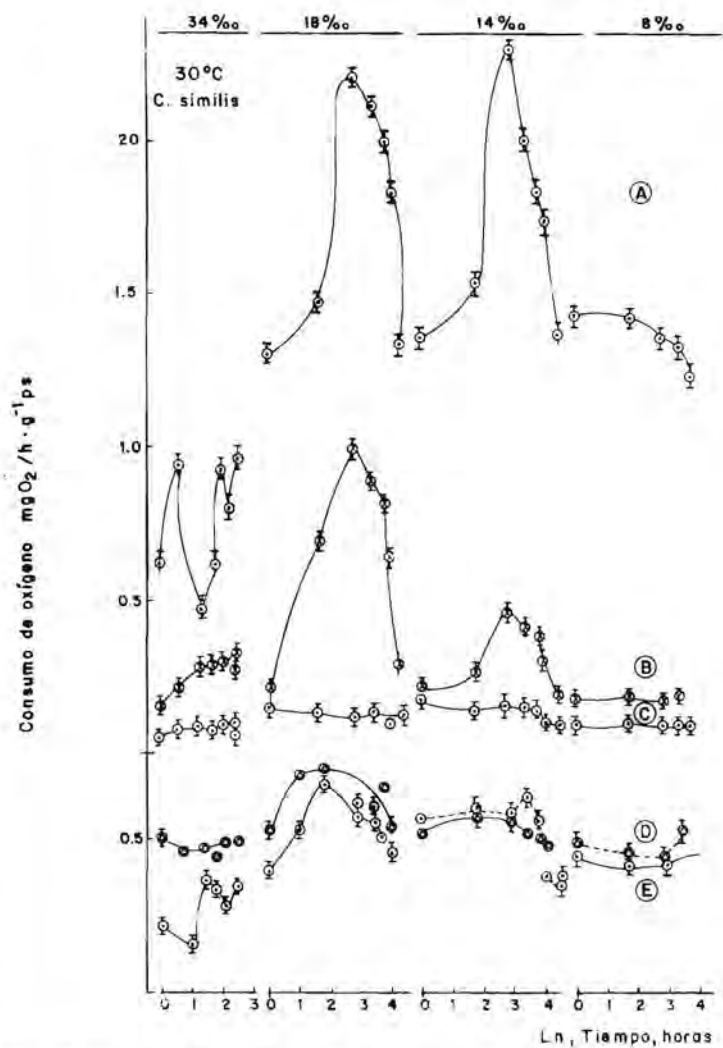 34‰ 18‰ 14‰ 8‰
30°C
C. similis
2.0
1.5
1.0
0.5
0.5
Consumo de oxígeno mg O₂/h·g⁻¹ps
A
B
C
D
E
0 1 2 3 0 1 2 3 4 0 1 2 3 4 0 1 2 3 4
Ln, Tiempo, horas